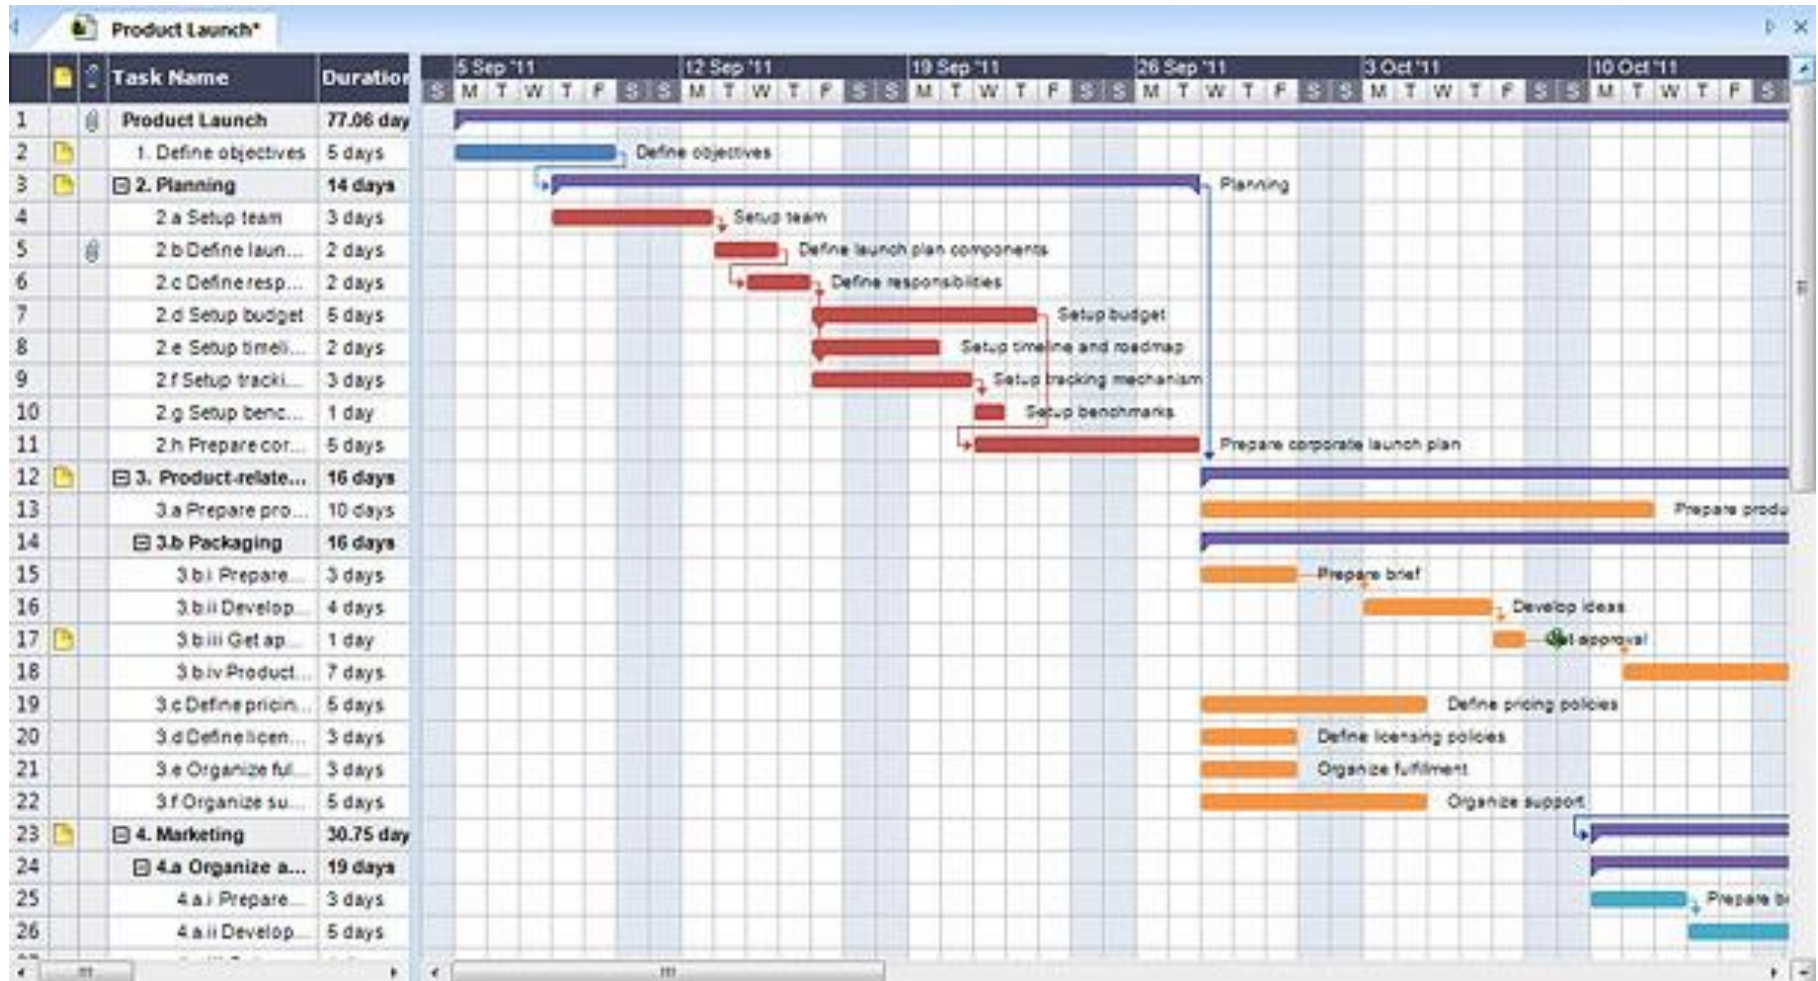 Product Launch*
Task Name Duration
5 Sep '11 12 Sep '11 19 Sep '11 26 Sep '11 3 Oct '11 10 Oct '11
S M T W T F S S M T W T F S S M T W T F S S M T W T F S S M T W T F S S M T W T F S
1 Product Launch 77.06 day
2 1. Define objectives 5 days Define objectives
3 2. Planning 14 days Planning
4 2.a Setup team 3 days Setup team
5 2.b Define laun... 2 days Define launch plan components
6 2.c Define resp... 2 days Define responsibilities
7 2.d Setup budget 5 days Setup budget
8 2.e Setup timeli... 2 days Setup timeline and roadmap
9 2.f Setup tracki... 3 days Setup tracking mechanism
10 2.g Setup benc... 1 day Setup benchmarks
11 2.h Prepare cor... 5 days Prepare corporate launch plan
12 3. Product-relate... 16 days
13 3.a Prepare pro... 10 days Prepare produ
14 3.b Packaging 16 days
15 3.b.i Prepare... 3 days Prepare brief
16 3.b.ii Develop... 4 days Develop ideas
17 3.b.iii Get ap... 1 day Get approval
18 3.b.iv Product... 7 days
19 3.c Define pricin... 5 days Define pricing policies
20 3.d Define licen... 3 days Define licensing policies
21 3.e Organize ful... 3 days Organize fulfillment
22 3.f Organize su... 5 days Organize support
23 4. Marketing 30.75 day
24 4.a Organize a... 19 days
25 4.a.i Prepare... 3 days Prepare b
26 4.a.ii Develop... 5 days